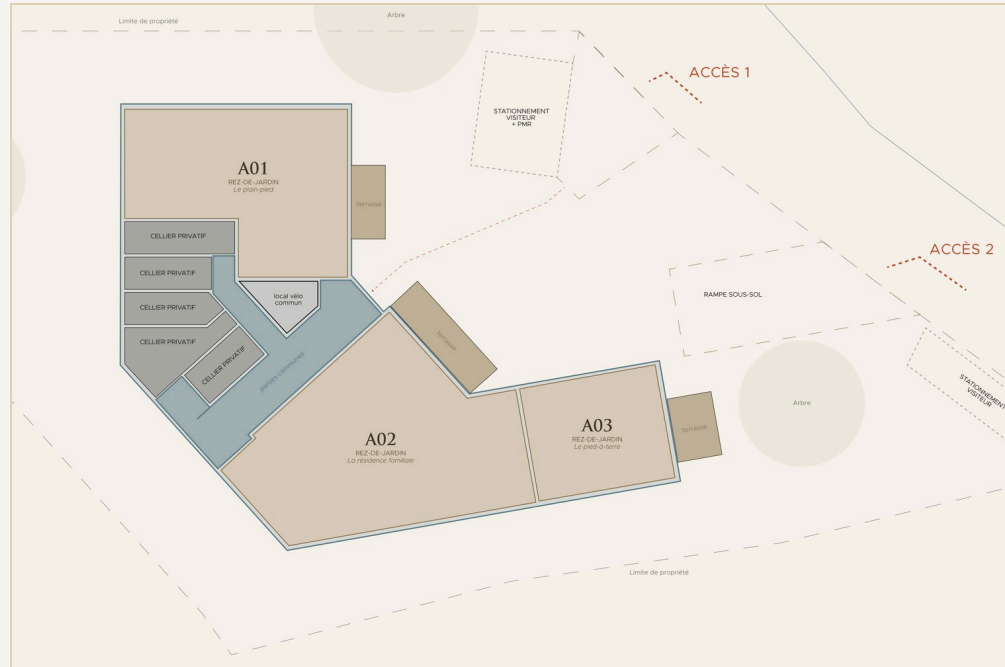 Arbre
Limite de propriété
ACCÈS 1
STATIONNEMENT
VISITEUR
+ PMR
A01
REZ-DE-JARDIN
Le plain-pied
terrasse
CELLIER PRIVATIF
CELLIER PRIVATIF
CELLIER PRIVATIF
CELLIER PRIVATIF
CELLIER PRIVATIF
local vélo
commun
parties communes
terrasse
ACCÈS 2
RAMPE SOUS-SOL
STATIONNEMENT
VISITEUR
Arbre
A02
REZ-DE-JARDIN
La résidence familiale
A03
REZ-DE-JARDIN
Le pied-à-terre
terrasse
Limite de propriété